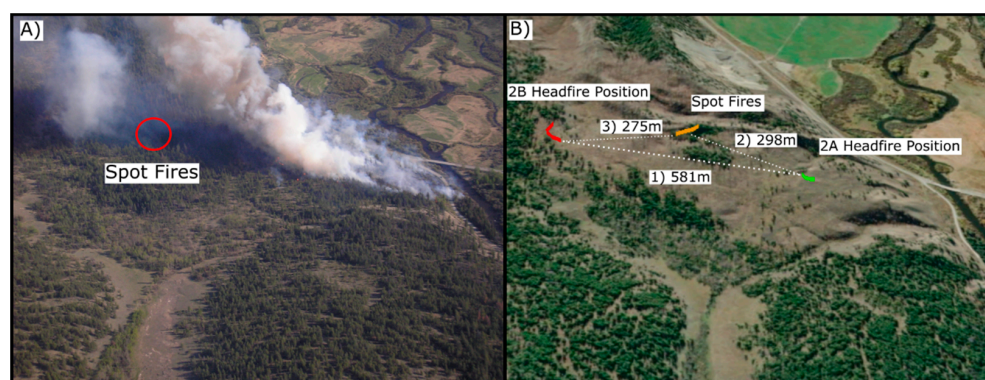 A)
Spot Fires
B)
2B Headfire Position
Spot Fires
3) 275m
2) 298m
2A Headfire Position
1) 581m